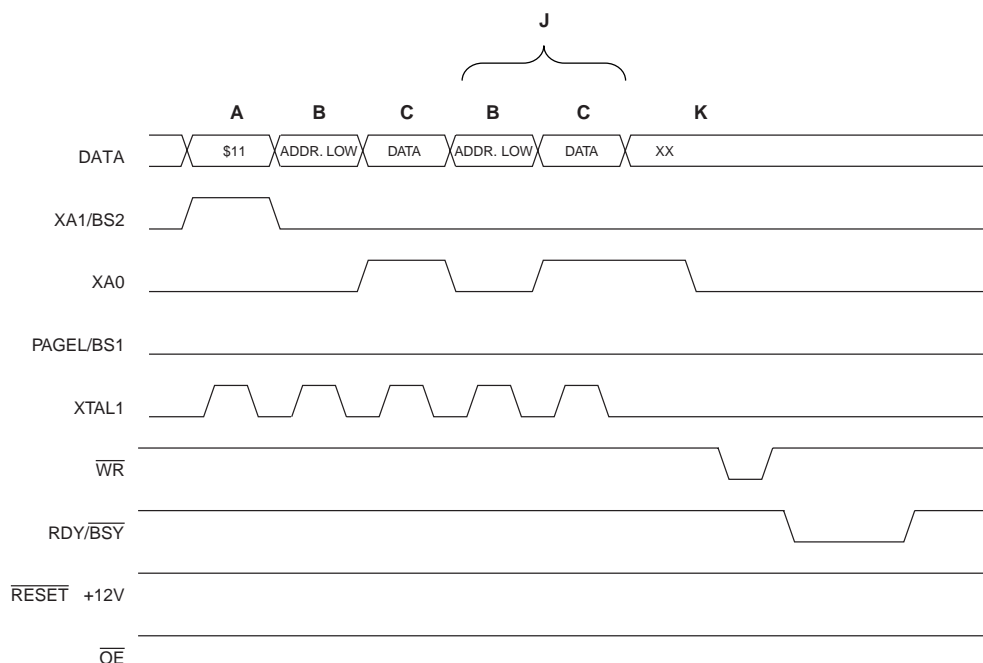 J
A B C B C K
DATA $11 ADDR. LOW DATA ADDR. LOW DATA XX
XA1/BS2
XA0
PAGEL/BS1
XTAL1
WR
RDY/BSY
RESET +12V
OE